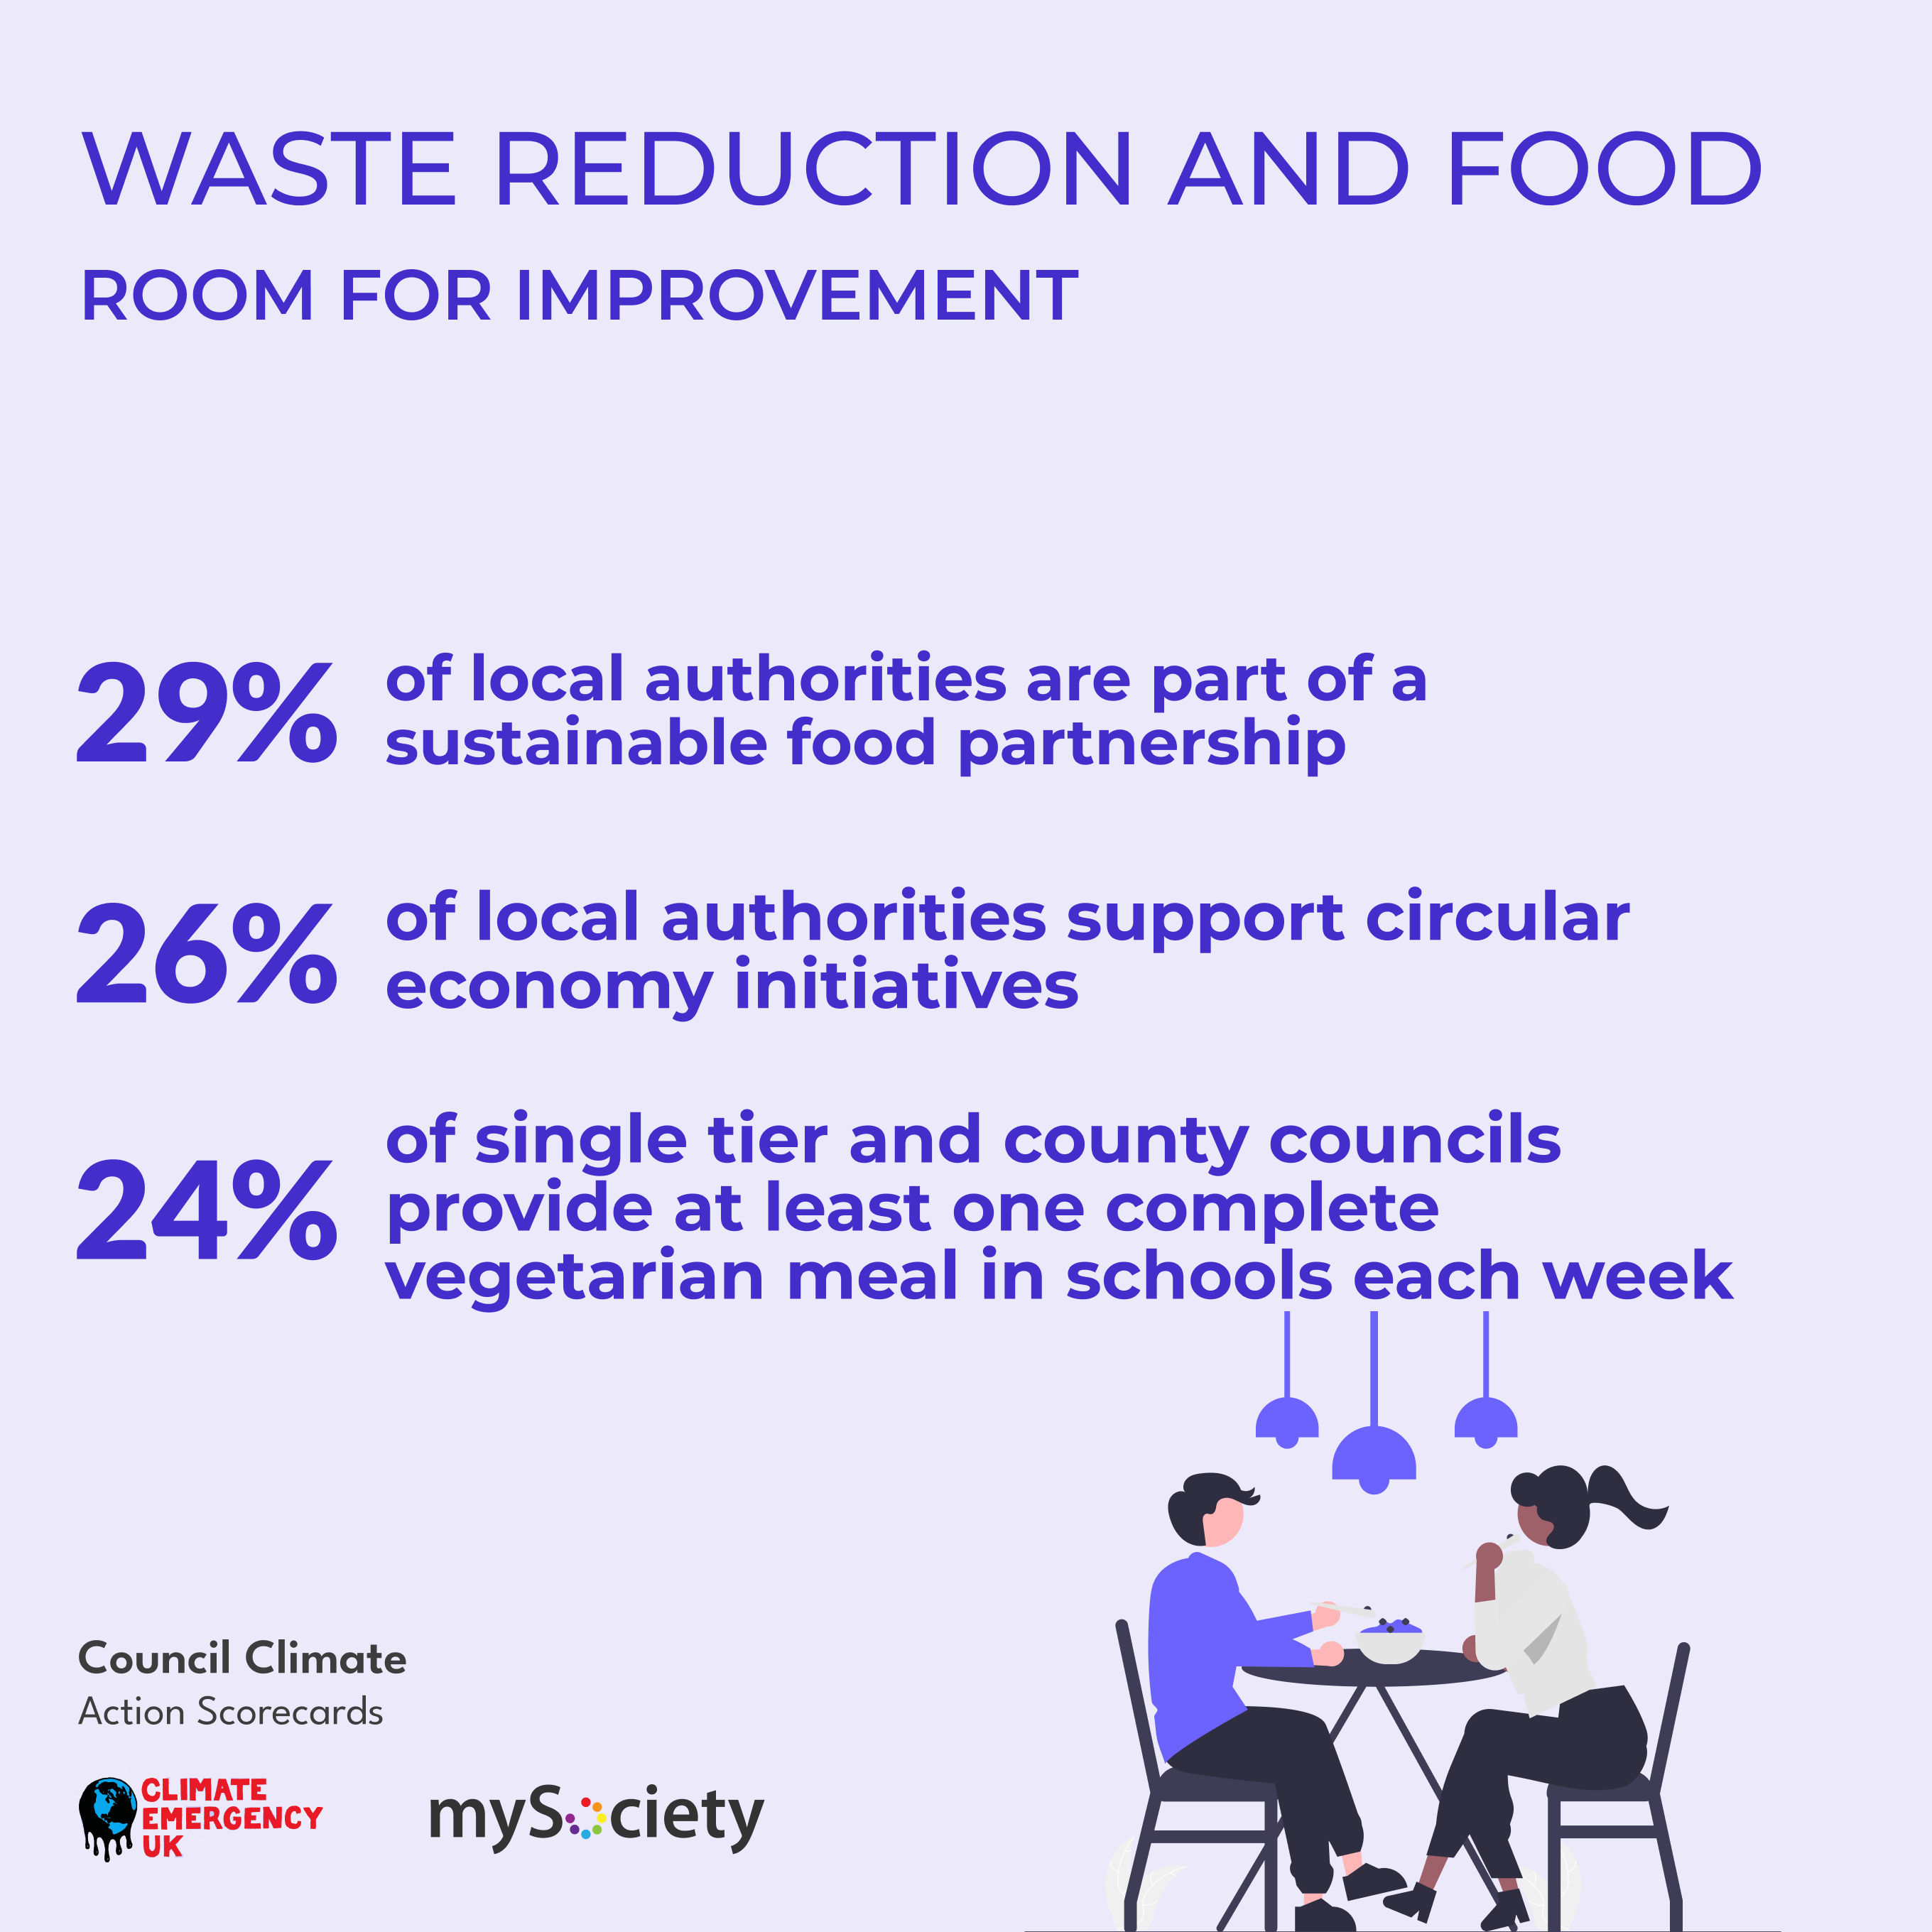 WASTE REDUCTION AND FOOD
ROOM FOR IMPROVEMENT
29%
of local authorities are part of a
sustainable food partnership
26%
of local authorities support circular
economy initiatives
24%
of single tier and county councils
provide at least one complete
vegetarian meal in schools each week
Council Climate
Action Scorecards
CLIMATE
EMERGENCY
UK
mySociety